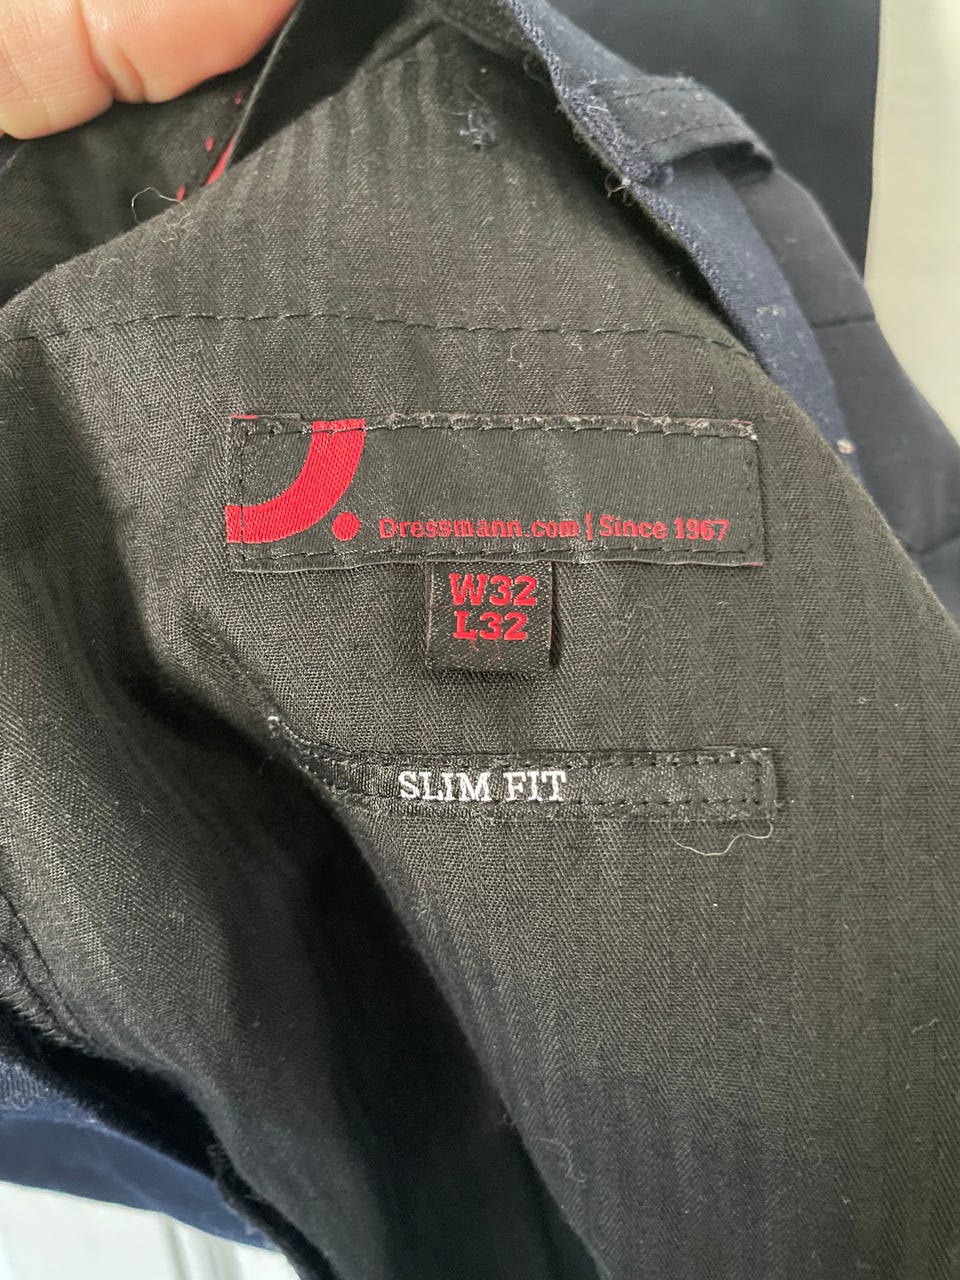 Dressmann.com | Since 1967
W32
L32
SLIM FIT